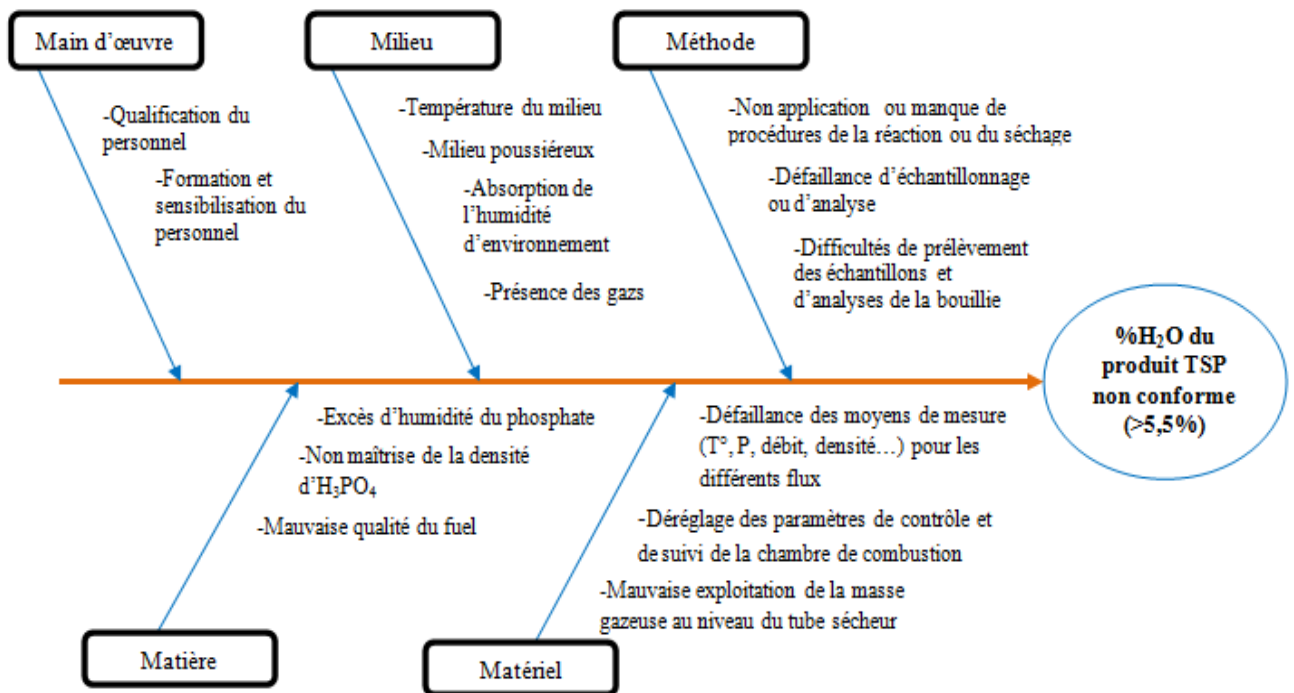 Main d'œuvre
Milieu
Méthode
-Qualification du
personnel
-Formation et
sensibilisation du
personnel
-Température du milieu
-Milieu poussiéreux
-Absorption de
l'humidité
d'environnement
-Présence des gazs
-Non application ou manque de
procédures de la réaction ou du séchage
-Défaillance d'échantillonnage
ou d'analyse
-Difficultés de prélèvement
des échantillons et
d'analyses de la bouillie
%H₂O du
produit TSP
non conforme
(>5,5%)
-Excès d'humidité du phosphate
-Non maîtrise de la densité
d'H₃PO₄
-Mauvaise qualité du fuel
-Défaillance des moyens de mesure
(T°, P, débit, densité…) pour les
différents flux
-Déréglage des paramètres de contrôle et
de suivi de la chambre de combustion
-Mauvaise exploitation de la masse
gazeuse au niveau du tube sécheur
Matière
Matériel